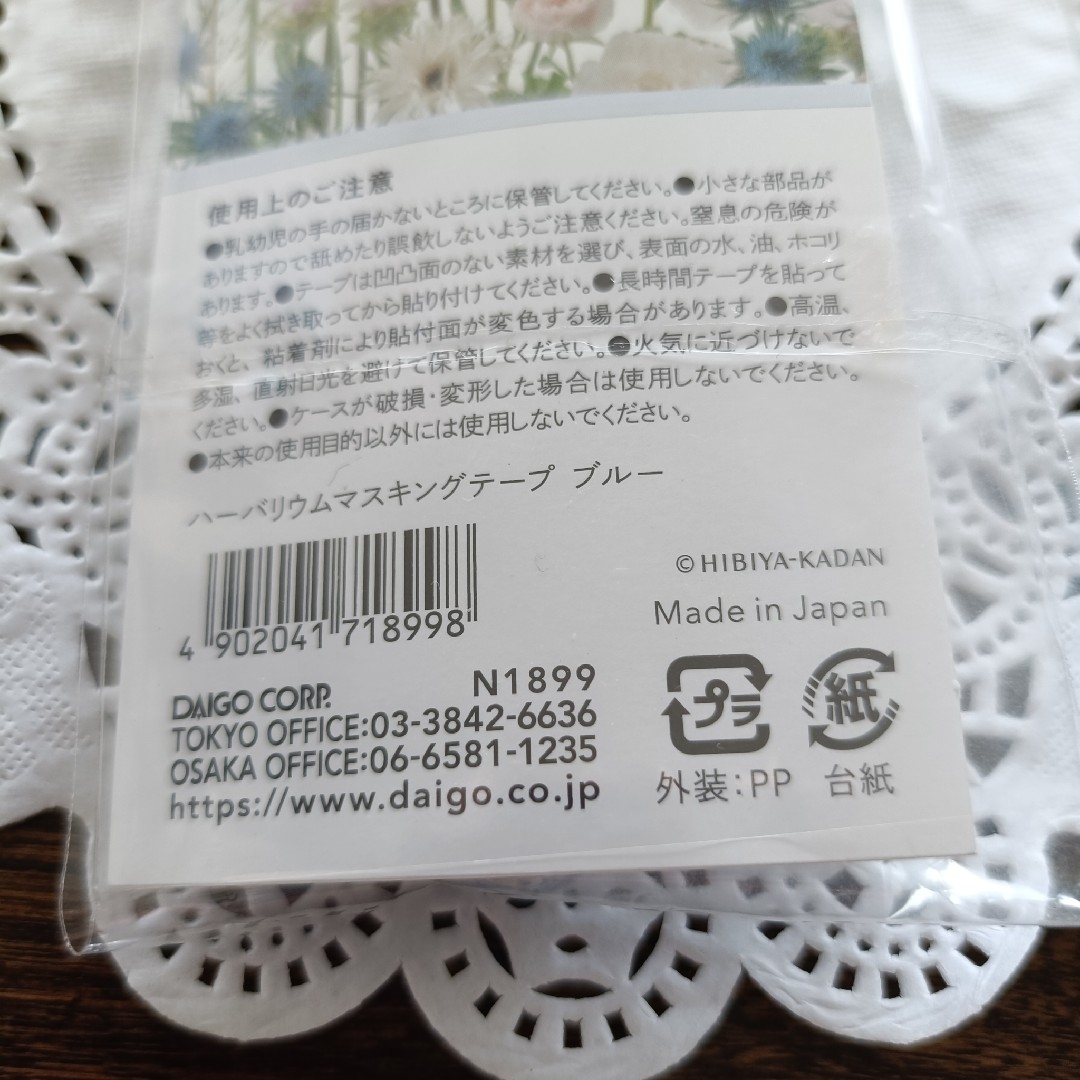 使用上のご注意
●乳幼児の手の届かないところに保管してください。●小さな部品が
ありますので舐めたり誤飲しないようご注意ください。窒息の危険が
あります。●テープは凹凸面のない素材を選び、表面の水、油、ホコリ
等をよく拭き取ってから貼り付けてください。●長時間テープを貼って
おくと、粘着剤により貼付面が変色する場合があります。●高温、
多湿、直射日光を避けて保管してください。●火気に近づけないで
ください。●ケースが破損・変形した場合は使用しないでください。
●本来の使用目的以外には使用しないでください。
ハーバリウムマスキングテープ ブルー
4 902041 718998
©HIBIYA-KADAN
Made in Japan
DAIGO CORP. N1899
TOKYO OFFICE:03-3842-6636
OSAKA OFFICE:06-6581-1235
https://www.daigo.co.jp
プラ 紙
外装:PP 台紙